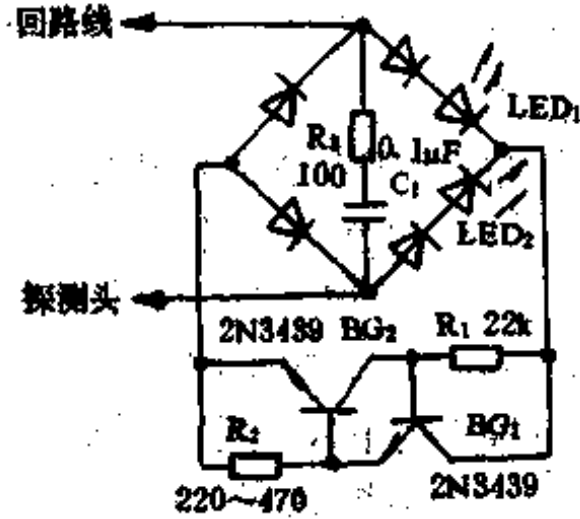 回路线
LED₁
R₃ 0.1μF
100 C₁
LED₂
探测头
2N3439 BG₂ R₁ 22k
R₂ BG₁
220～470 2N3439